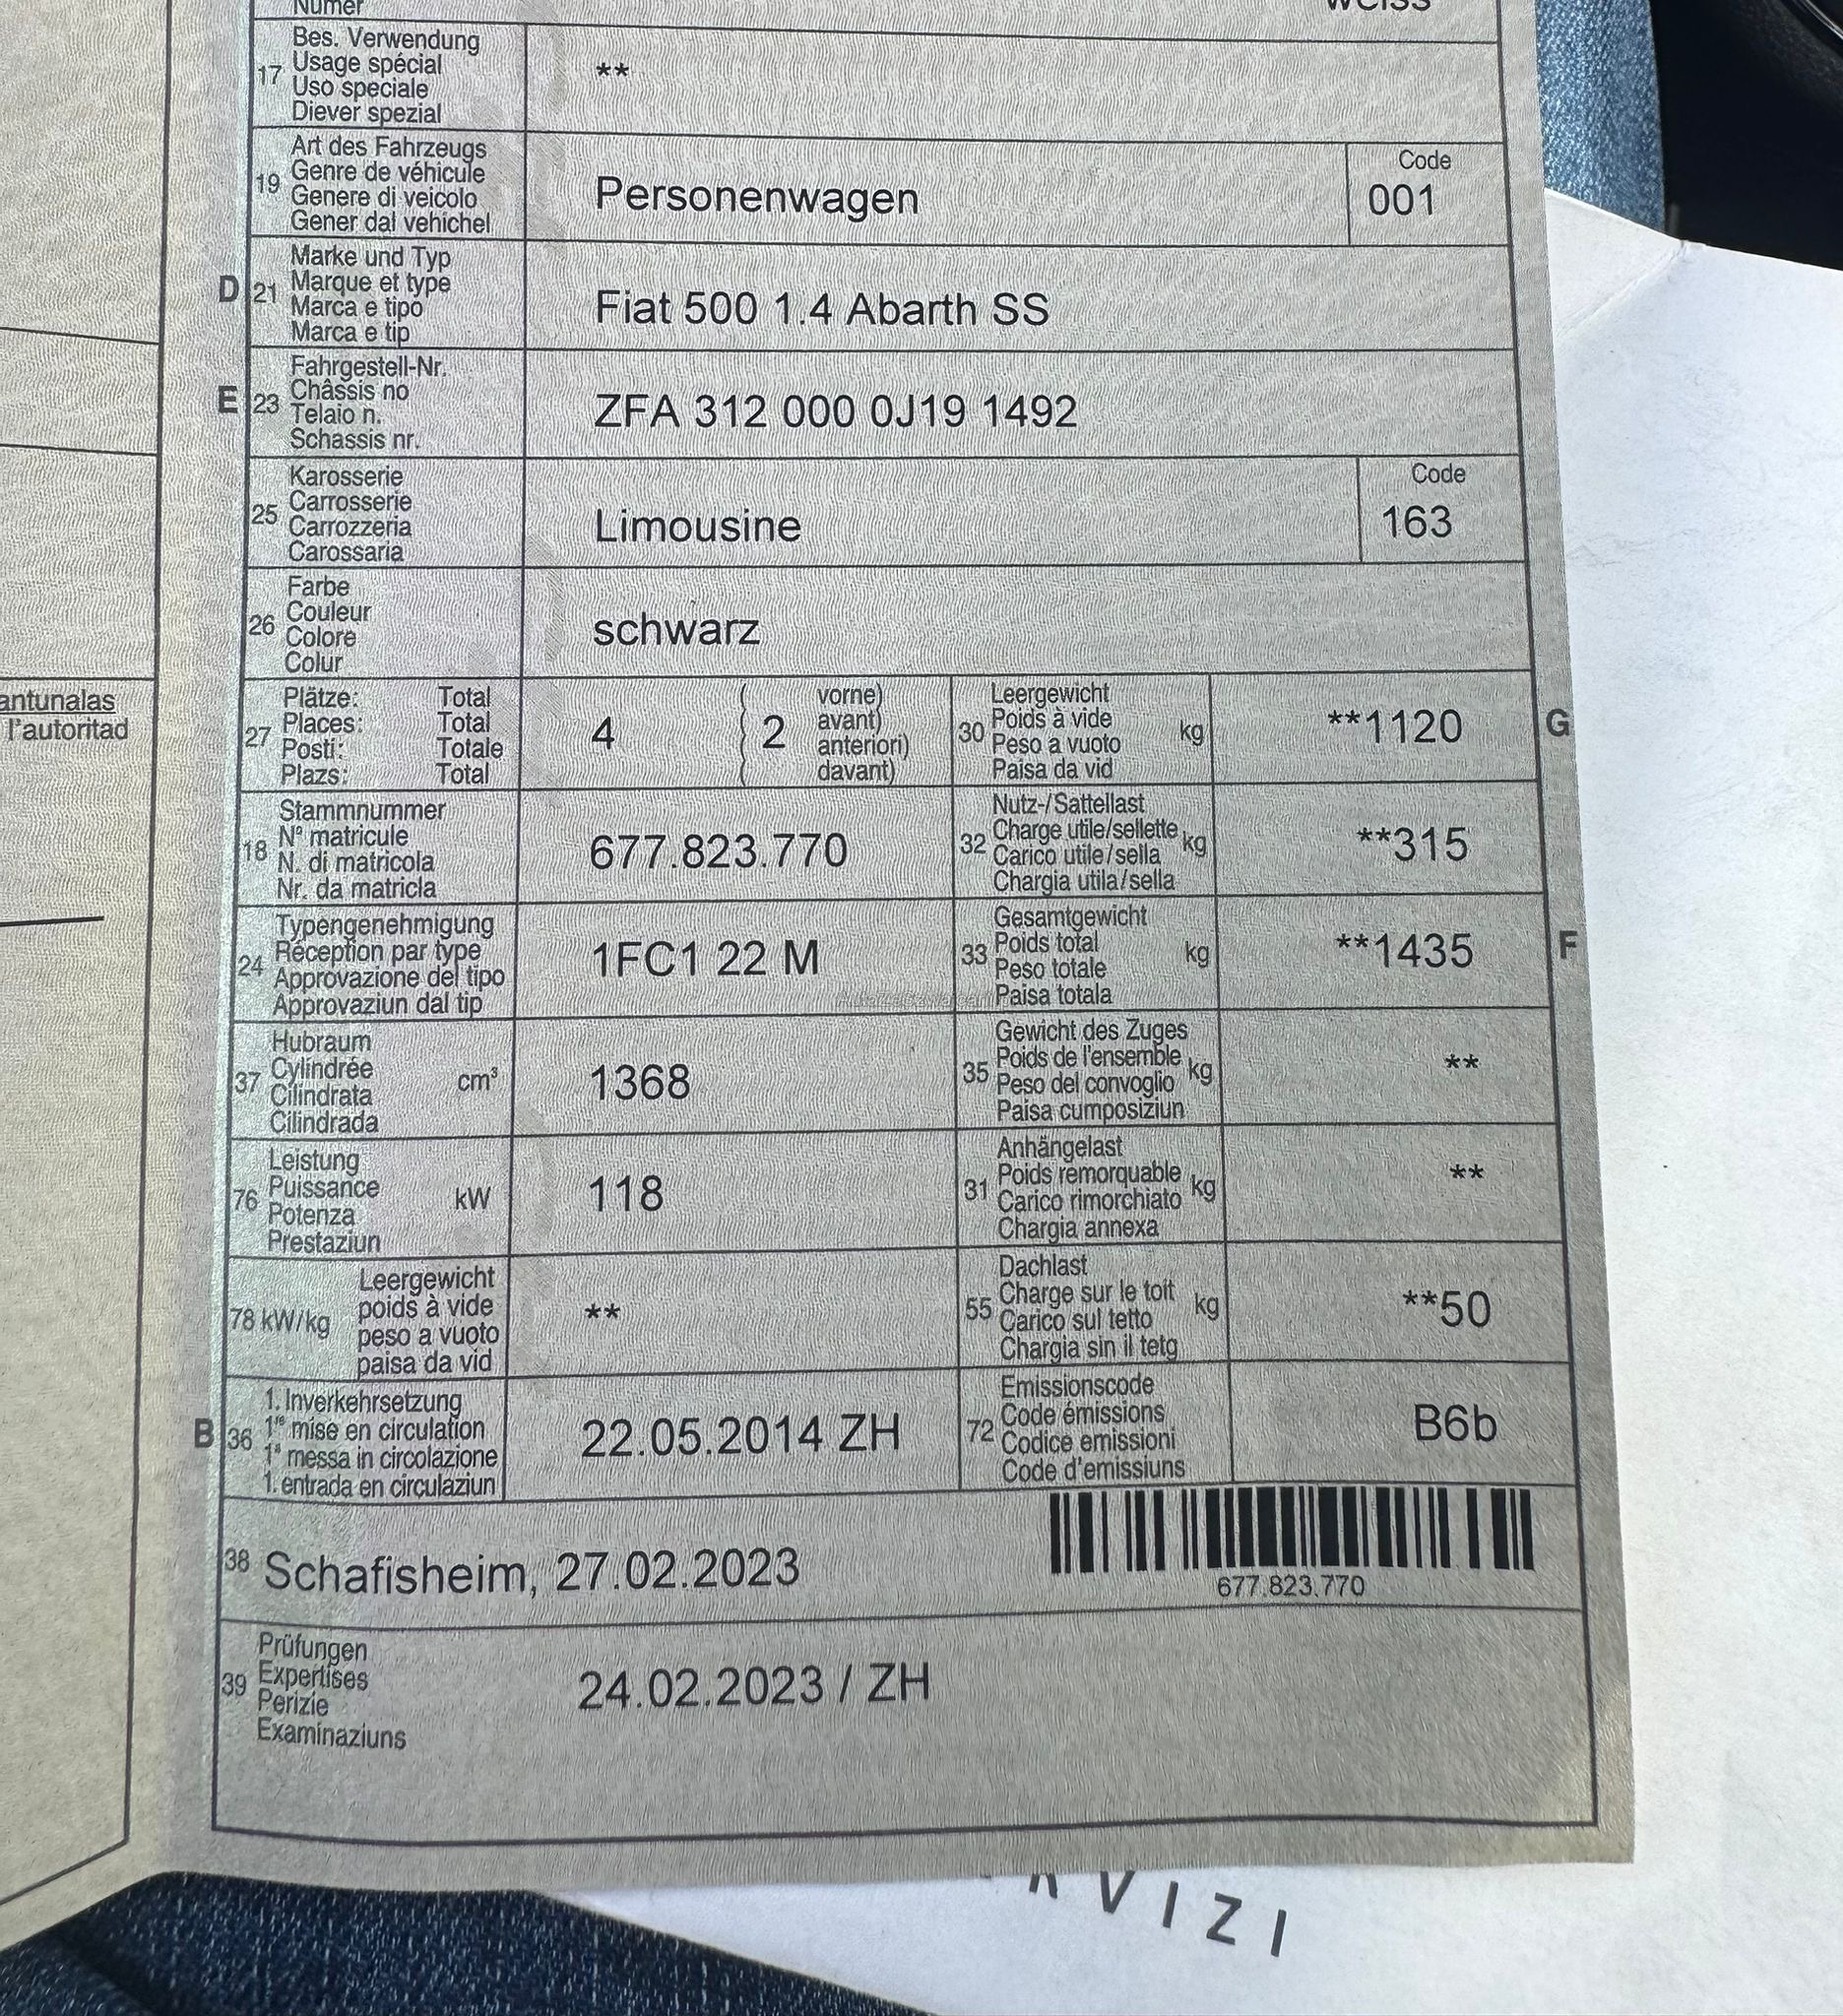 17 Bes. Verwendung
Usage spécial
Uso speciale
Diever spezial
**
19 Art des Fahrzeugs
Genre de véhicule
Genere di veicolo
Gener dal vehichel
Personenwagen
Code
001
D 21 Marke und Typ
Marque et type
Marca e tipo
Marca e tip
Fiat 500 1.4 Abarth SS
E 23 Fahrgestell-Nr.
Châssis no
Telaio n.
Schassis nr.
ZFA 312 000 0J19 1492
25 Karosserie
Carrosserie
Carrozzeria
Carossaria
Limousine
Code
163
26 Farbe
Couleur
Colore
Colur
schwarz
antunalas
l'autoritad
27 Plätze: Total
Places: Total
Posti: Totale
Plazs: Total
4 ( 2 vorne)
avant)
anteriori)
davant)
30 Leergewicht
Poids à vide
Peso a vuoto
Paisa da vid
kg
**1120 G
18 Stammnummer
N° matricule
N. di matricola
Nr. da matricla
677.823.770
32 Nutz-/Sattellast
Charge utile/sellette
Carico utile/sella
Chargia utila/sella
kg
**315
24 Typengenehmigung
Réception par type
Approvazione del tipo
Approvaziun dal tip
1FC1 22 M
33 Gesamtgewicht
Poids total
Peso totale
Paisa totala
kg
**1435 F
37 Hubraum
Cylindrée
Cilindrata
Cilindrada
cm³
1368
35 Gewicht des Zuges
Poids de l'ensemble
Peso del convoglio
Paisa cumposiziun
kg
**
76 Leistung
Puissance
Potenza
Prestaziun
kW
118
31 Anhängelast
Poids remorquable
Carico rimorchiato
Chargia annexa
kg
**
78 kW/kg Leergewicht
poids à vide
peso a vuoto
paisa da vid
**
55 Dachlast
Charge sur le toit
Carico sul tetto
Chargia sin il tetg
kg
**50
B 36 1. Inverkehrsetzung
1re mise en circulation
1a messa in circolazione
1. entrada en circulaziun
22.05.2014 ZH
72 Emissionscode
Code émissions
Codice emissioni
Code d'emissiuns
B6b
38 Schafisheim, 27.02.2023
677.823.770
39 Prüfungen
Expertises
Perizie
Examinaziuns
24.02.2023 / ZH
VIZI